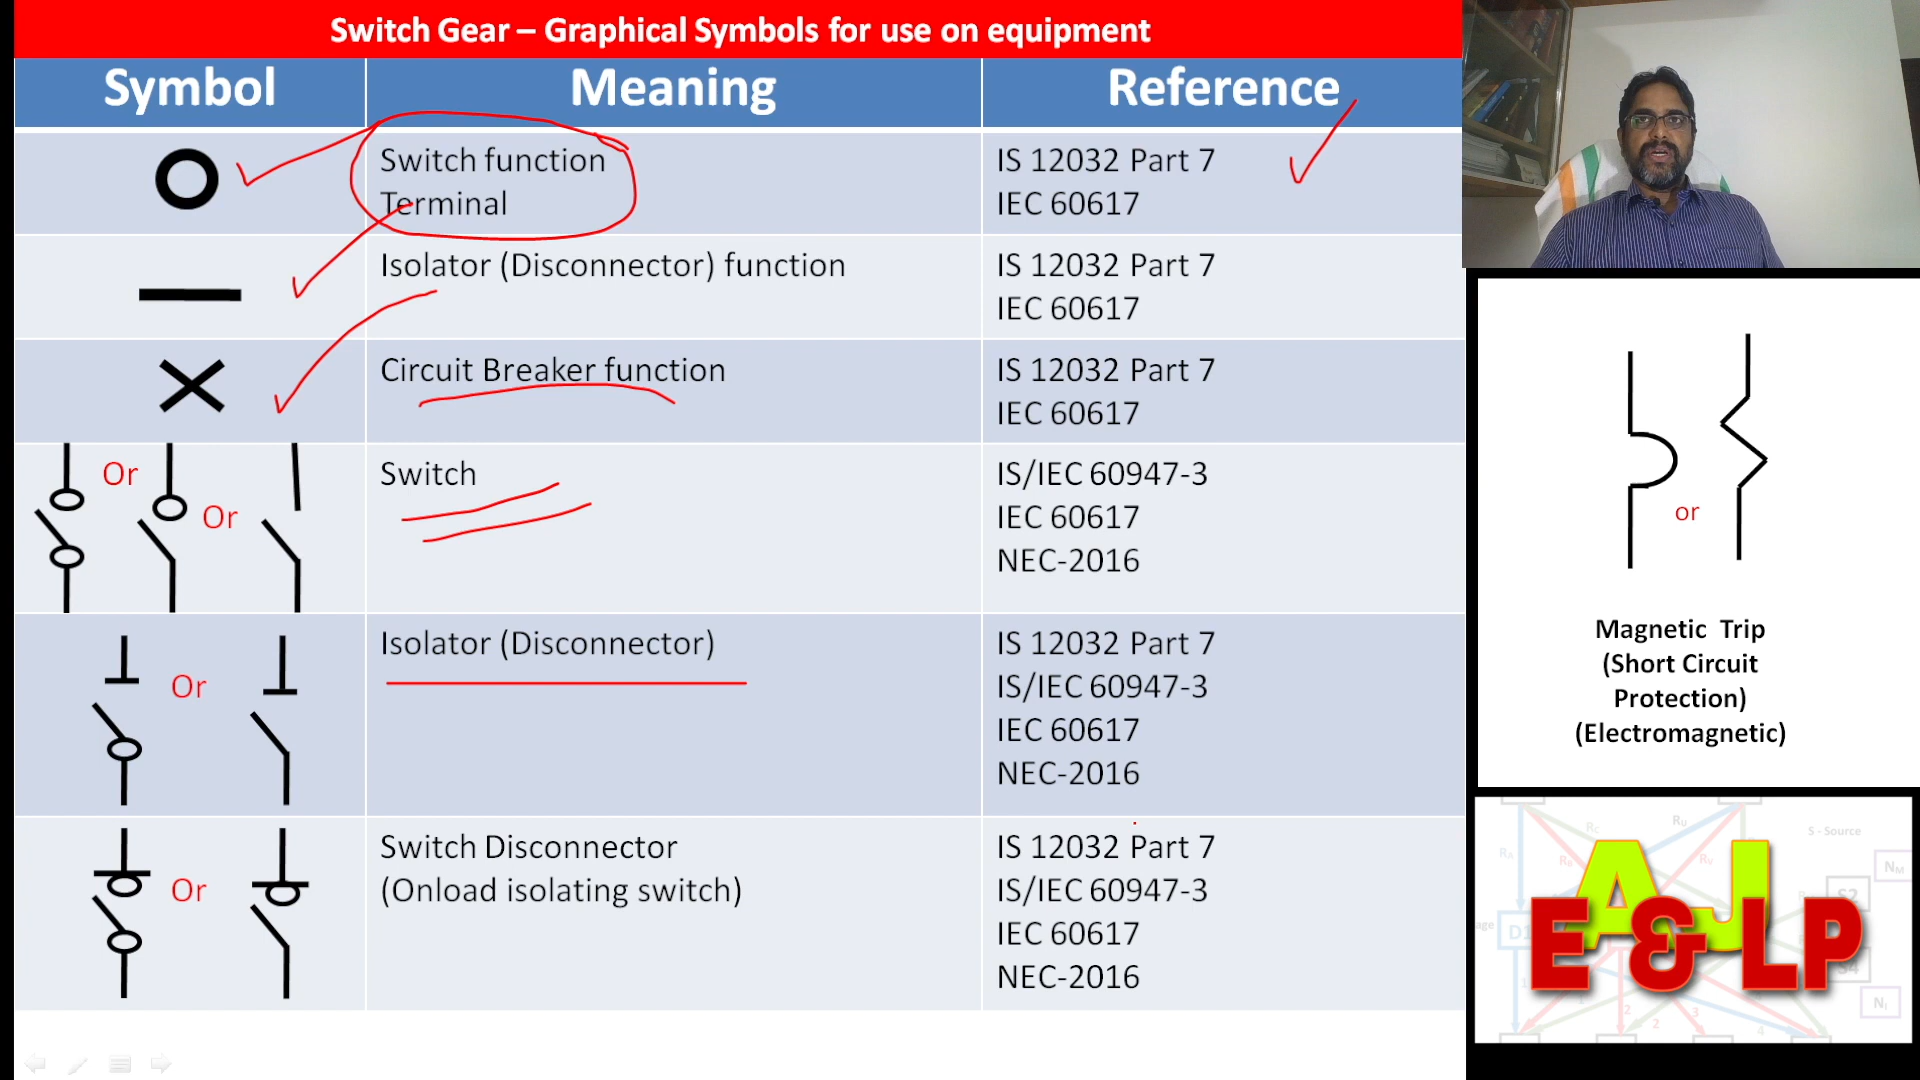 Switch Gear – Graphical Symbols for use on equipment
Symbol Meaning Reference
Switch function
Terminal
IS 12032 Part 7
IEC 60617
Isolator (Disconnector) function
IS 12032 Part 7
IEC 60617
Circuit Breaker function
IS 12032 Part 7
IEC 60617
Or
Or
Switch
IS/IEC 60947-3
IEC 60617
NEC-2016
Or
Isolator (Disconnector)
IS 12032 Part 7
IS/IEC 60947-3
IEC 60617
NEC-2016
Or
Switch Disconnector
(Onload isolating switch)
IS 12032 Part 7
IS/IEC 60947-3
IEC 60617
NEC-2016
or
Magnetic Trip
(Short Circuit
Protection)
(Electromagnetic)
S - Source
AJ
E & LP